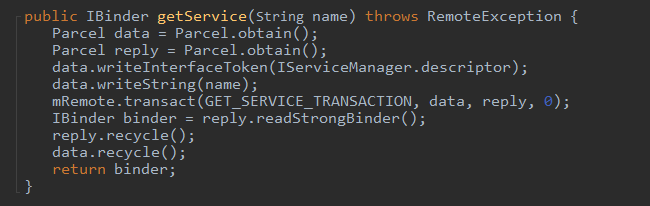 public IBinder getService(String name) throws RemoteException {
Parcel data = Parcel.obtain();
Parcel reply = Parcel.obtain();
data.writeInterfaceToken(IServiceManager.descriptor);
data.writeString(name);
mRemote.transact(GET_SERVICE_TRANSACTION, data, reply, 0);
IBinder binder = reply.readStrongBinder();
reply.recycle();
data.recycle();
return binder;
}